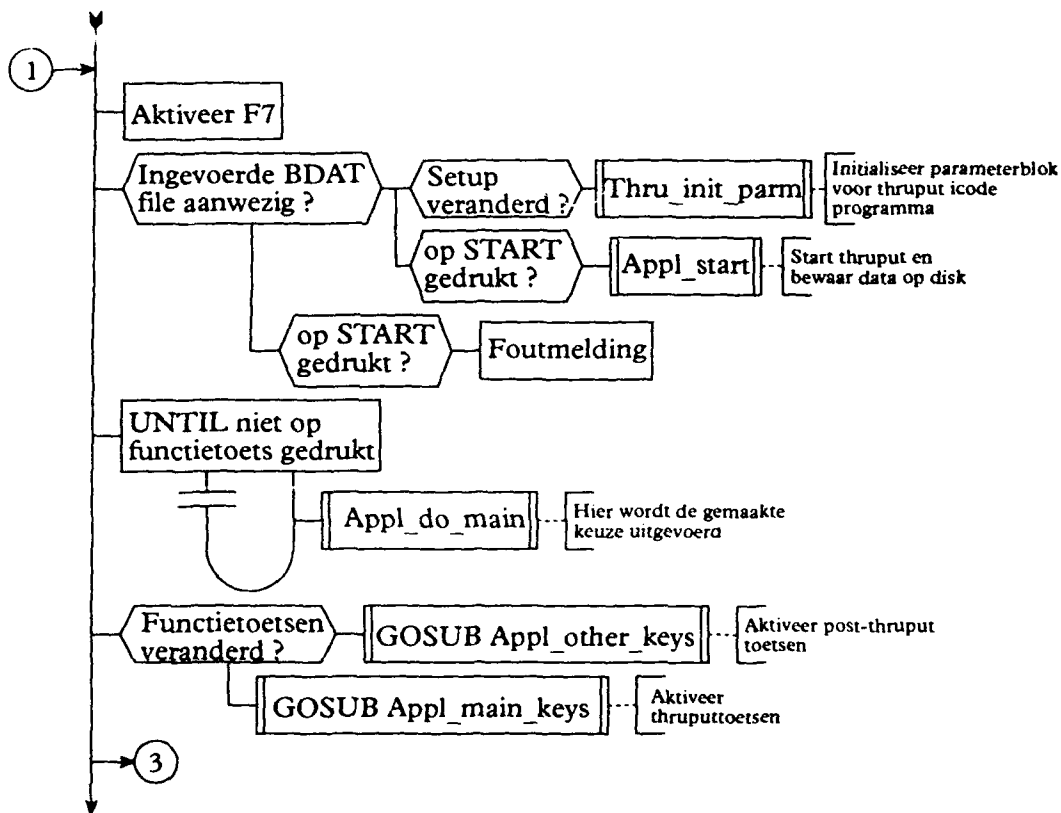 1
Aktiveer F7
Ingevoerde BDAT
file aanwezig ?
Setup
veranderd ?
Thru_init_parm
Initialiseer parameterblok
voor thruput icode
programma
op START
gedrukt ?
Appl_start
Start thruput en
bewaar data op disk
op START
gedrukt ?
Foutmelding
UNTIL niet op
functietoets gedrukt
Appl_do_main
Hier wordt de gemaakte
keuze uitgevoerd
Functietoetsen
veranderd ?
GOSUB Appl_other_keys
Aktiveer post-thruput
toetsen
GOSUB Appl_main_keys
Aktiveer
thruputtoetsen
3